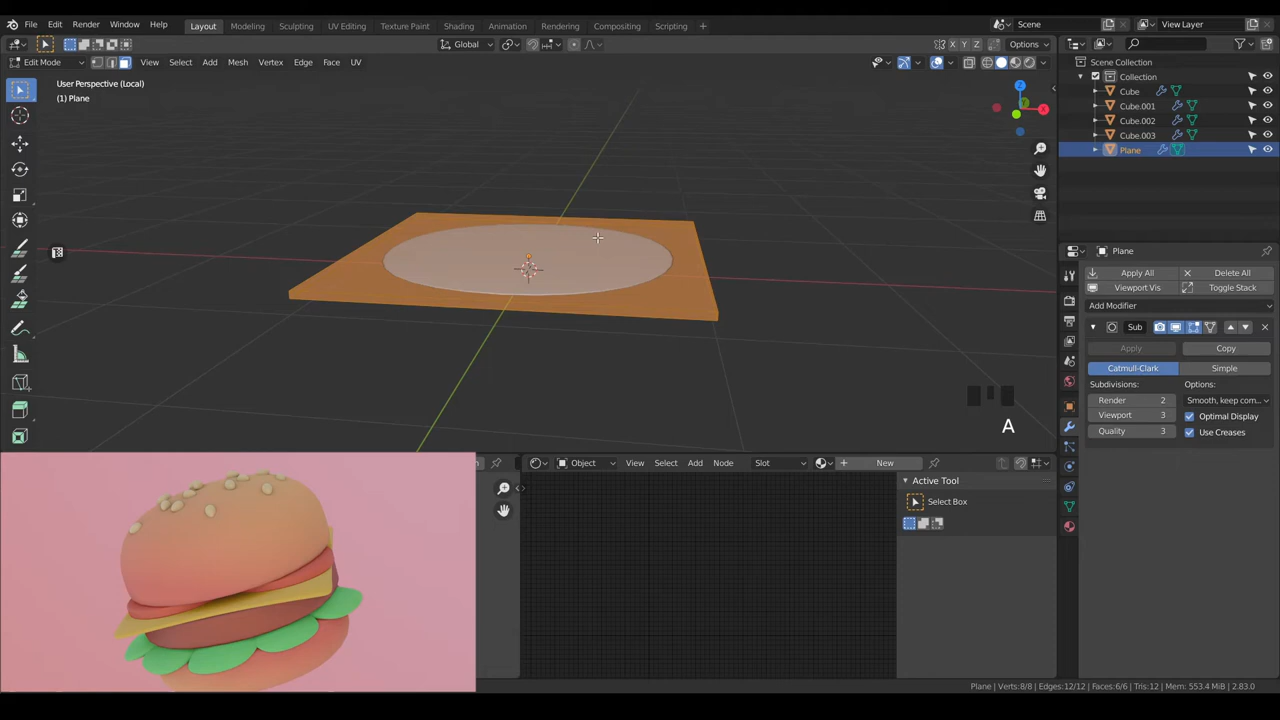 File Edit Render Window Help Layout Modeling Sculpting UV Editing Texture Paint Shading Animation Rendering Compositing Scripting + Scene View Layer
Global X Y Z Options
Edit Mode View Select Add Mesh Vertex Edge Face UV
User Perspective (Local)
(1) Plane
Scene Collection
Collection
Cube
Cube.001
Cube.002
Cube.003
Plane
Z
Y
X
Plane
Apply All Delete All
Viewport Vis Toggle Stack
Add Modifier
Sub
Apply Copy
Catmull-Clark Simple
Subdivisions: Options:
Render 2 Smooth, keep com...
Viewport 3 Optimal Display
Quality 3 Use Creases
A
Object View Select Add Node Slot New
Active Tool
Select Box
Plane | Verts:8/8 | Edges:12/12 | Faces:6/6 | Tris:12 | Mem: 553.4 MiB | 2.83.0